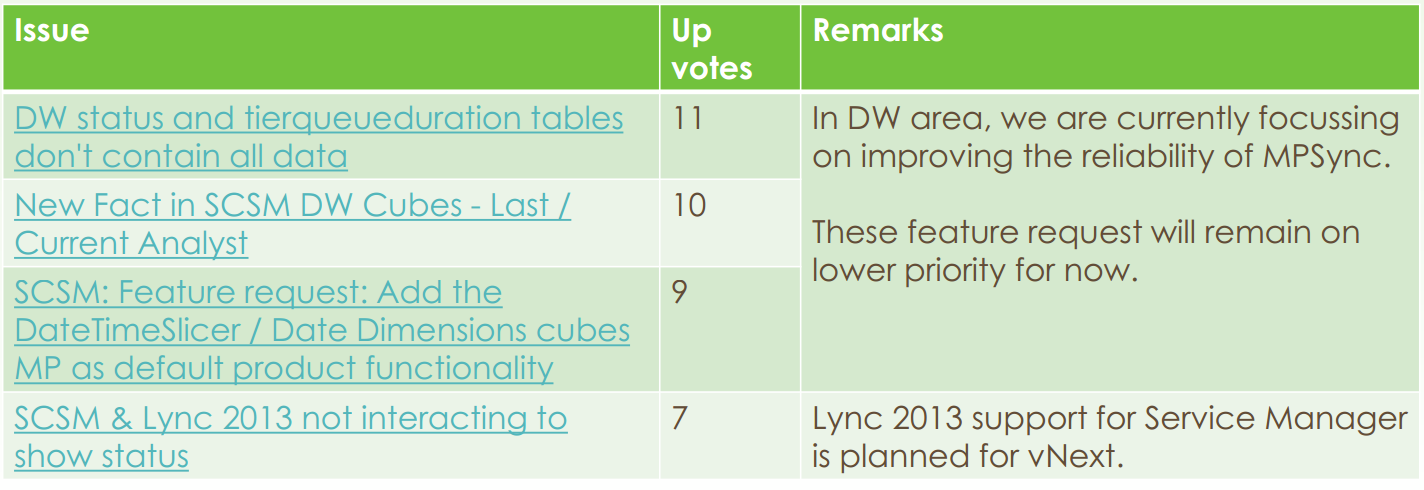 Issue
Up
votes
Remarks
DW status and tierqueueduration tables
don't contain all data
11
In DW area, we are currently focussing
on improving the reliability of MPSync.
These feature request will remain on
lower priority for now.
New Fact in SCSM DW Cubes - Last /
Current Analyst
10
SCSM: Feature request: Add the
DateTimeSlicer / Date Dimensions cubes
MP as default product functionality
9
SCSM & Lync 2013 not interacting to
show status
7
Lync 2013 support for Service Manager
is planned for vNext.